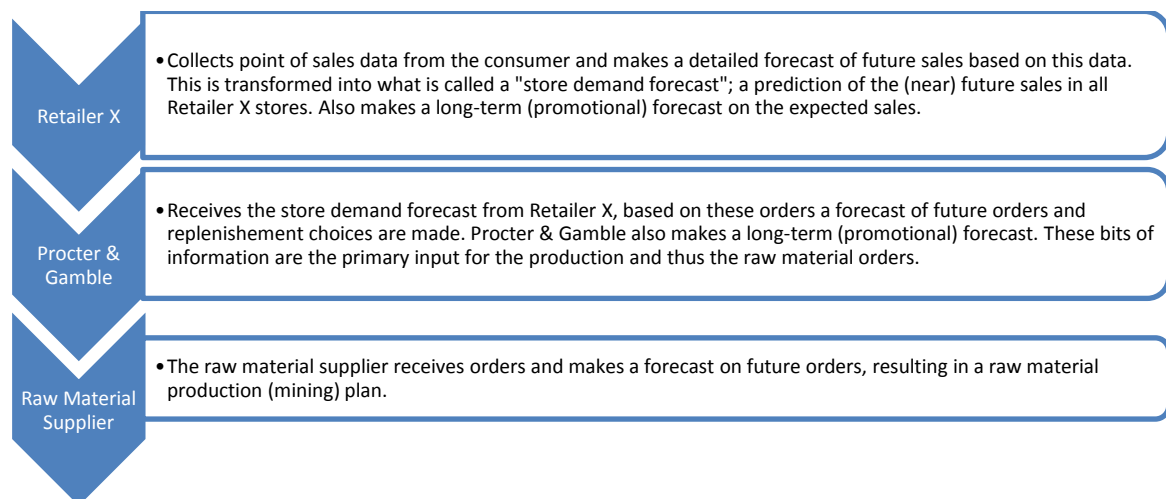 Retailer X
•Collects point of sales data from the consumer and makes a detailed forecast of future sales based on this data.
This is transformed into what is called a "store demand forecast"; a prediction of the (near) future sales in all
Retailer X stores. Also makes a long-term (promotional) forecast on the expected sales.
Procter &
Gamble
•Receives the store demand forecast from Retailer X, based on these orders a forecast of future orders and
replenishement choices are made. Procter & Gamble also makes a long-term (promotional) forecast. These bits of
information are the primary input for the production and thus the raw material orders.
Raw Material
Supplier
•The raw material supplier receives orders and makes a forecast on future orders, resulting in a raw material
production (mining) plan.